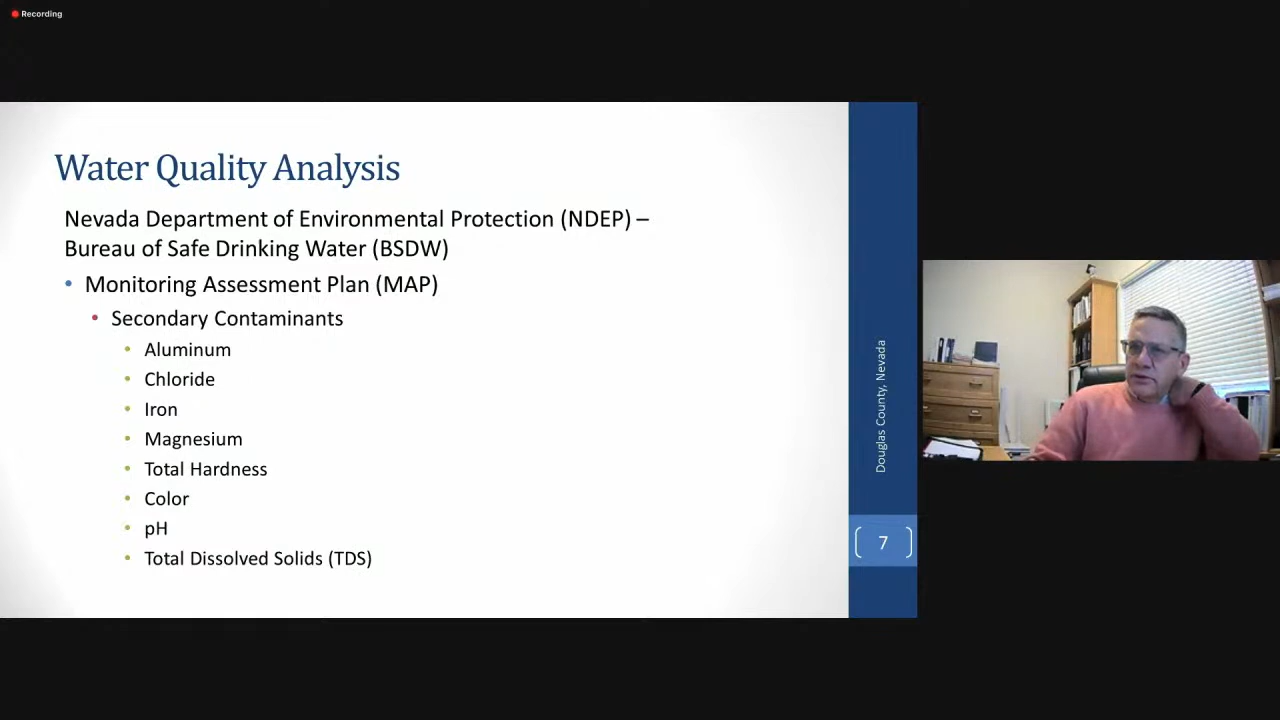 Recording
Water Quality Analysis
Nevada Department of Environmental Protection (NDEP) –
Bureau of Safe Drinking Water (BSDW)
• Monitoring Assessment Plan (MAP)
• Secondary Contaminants
• Aluminum
• Chloride
• Iron
• Magnesium
• Total Hardness
• Color
• pH
• Total Dissolved Solids (TDS)
Douglas County, Nevada
7